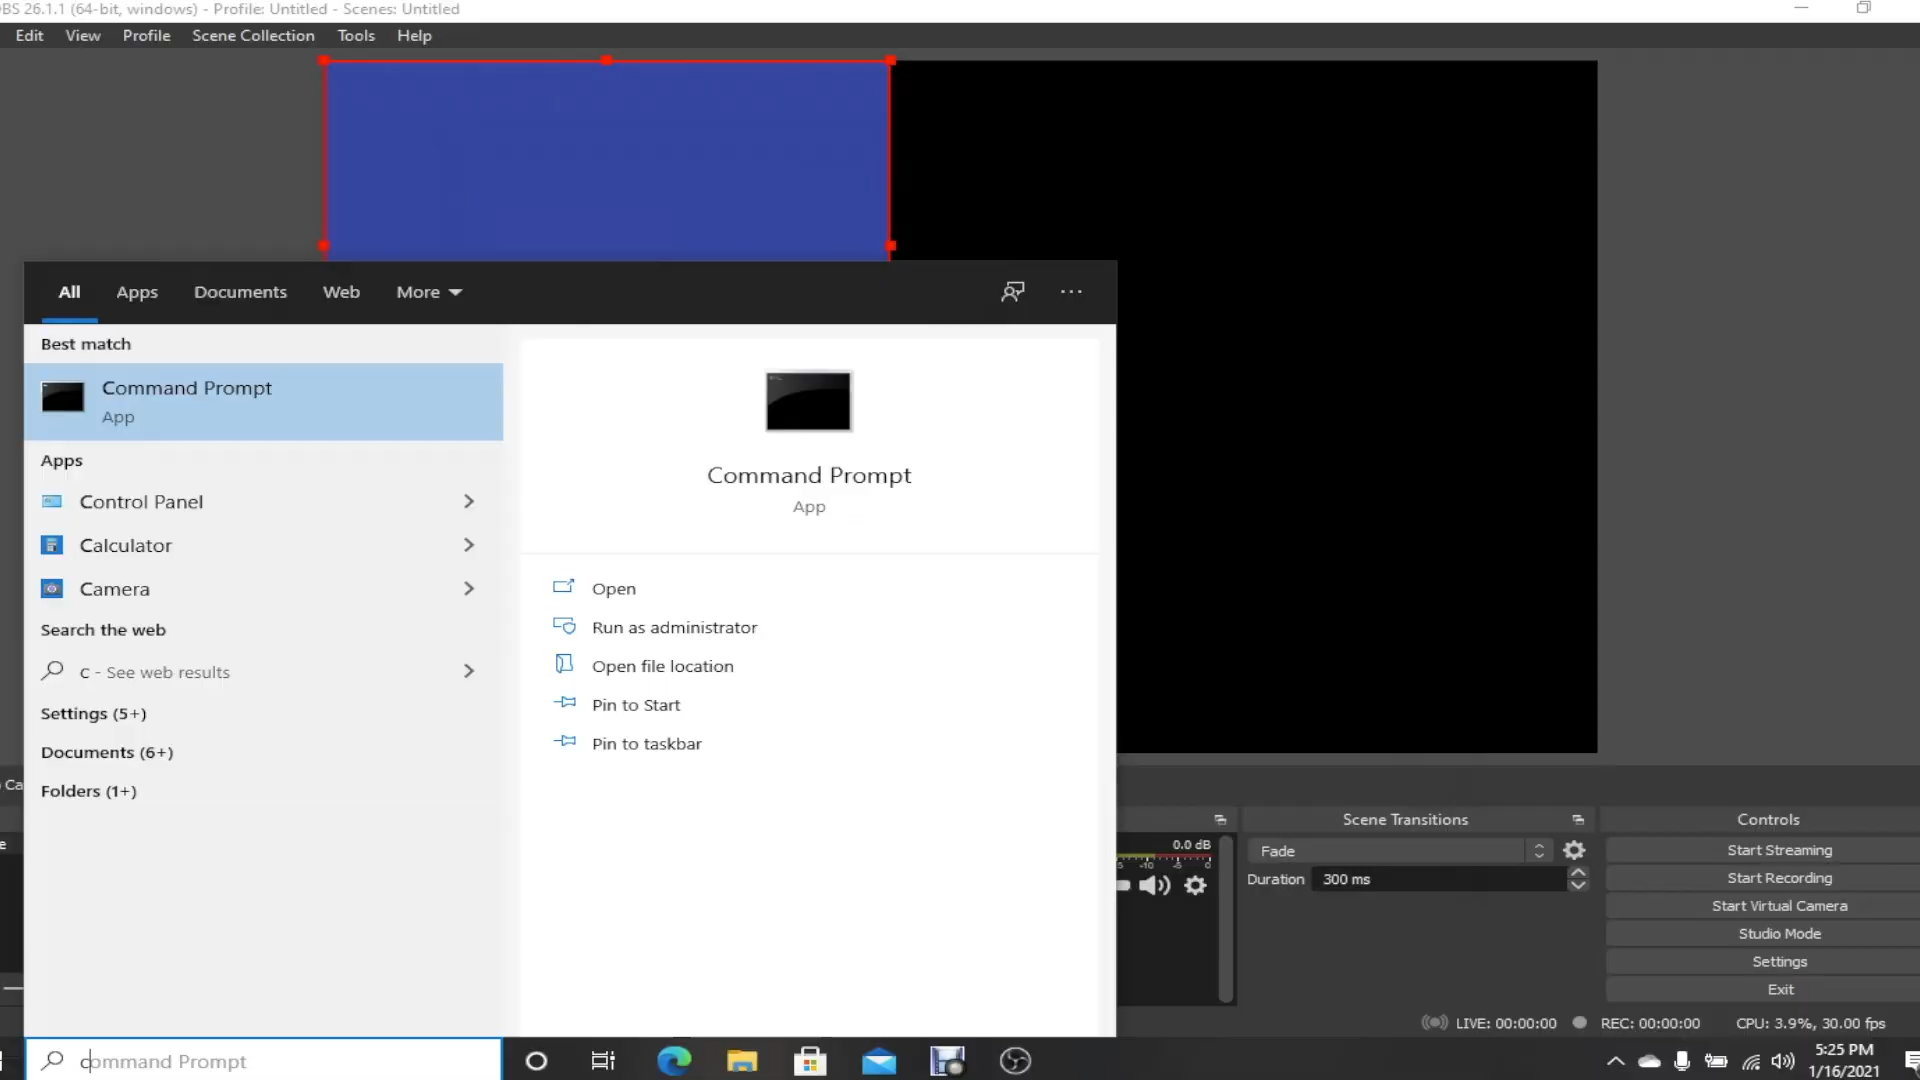 BS 26.1.1 (64-bit, windows) - Profile: Untitled - Scenes: Untitled
Edit View Profile Scene Collection Tools Help
All Apps Documents Web More
Best match
Command Prompt
App
Apps
Control Panel
Calculator
Camera
Search the web
c - See web results
Settings (5+)
Documents (6+)
Folders (1+)
Command Prompt
App
Open
Run as administrator
Open file location
Pin to Start
Pin to taskbar
Ca
e
0.0 dB
-10 -5 0
Scene Transitions
Fade
Duration 300 ms
Controls
Start Streaming
Start Recording
Start Virtual Camera
Studio Mode
Settings
Exit
LIVE: 00:00:00 REC: 00:00:00 CPU: 3.9%, 30.00 fps
command Prompt
5:25 PM
1/16/2021